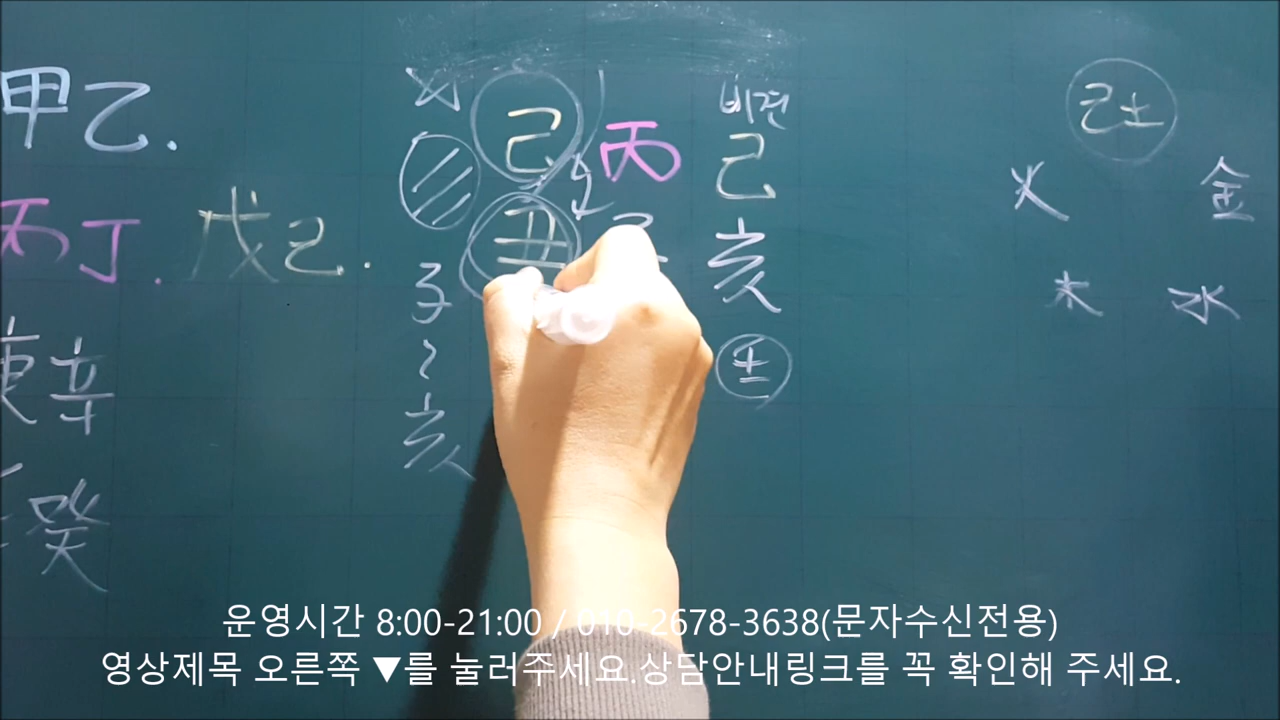 甲乙.
丙丁. 戊己.
庚辛
癸
己 丙 비견
己
丑 亥
子
~
亥
土
己土
火 金
木 水
운영시간 8:00-21:00 / 010-2678-3638(문자수신전용)
영상제목 오른쪽 ▼를 눌러주세요.상담안내링크를 꼭 확인해 주세요.